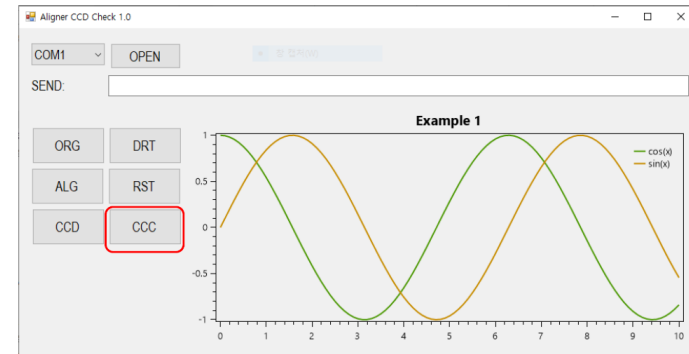 Aligner CCD Check 1.0
COM1 OPEN
SEND:
ORG DRT
ALG RST
CCD CCC
Example 1
cos(x)
sin(x)
1
0.5
0
-0.5
-1
0 1 2 3 4 5 6 7 8 9 10